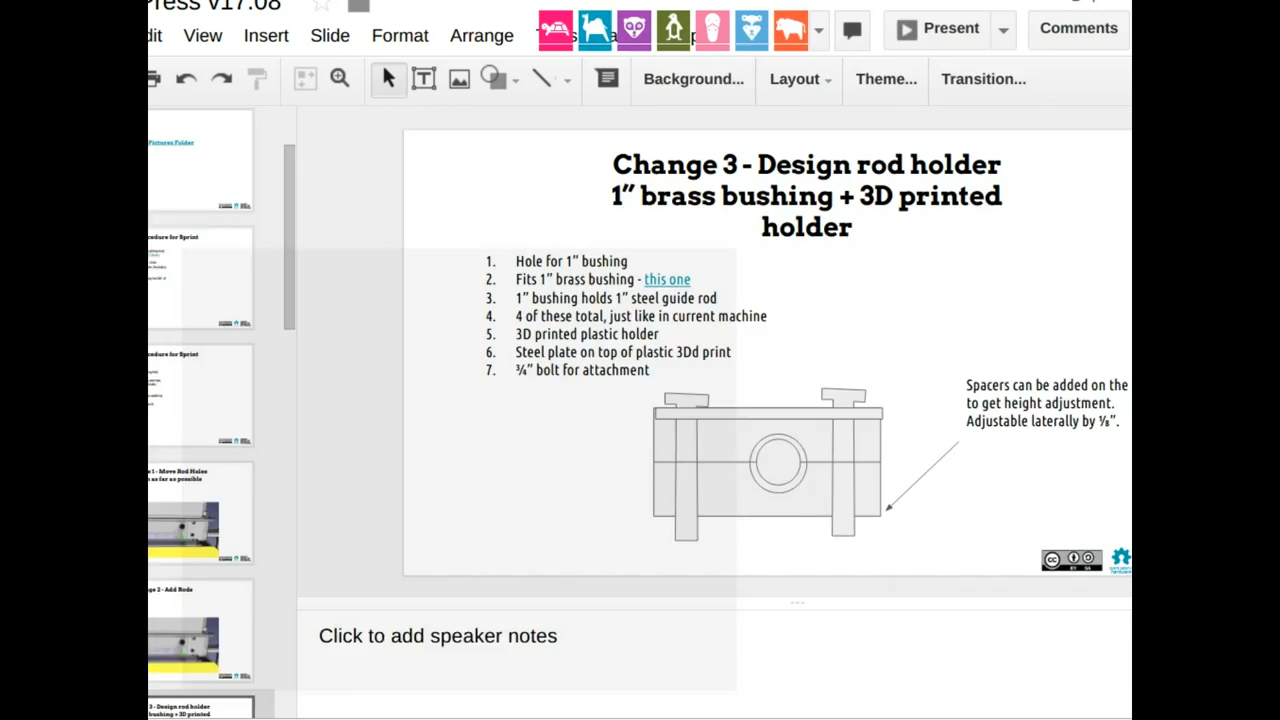 Press v17.08
dit View Insert Slide Format Arrange
Present
Comments
Background... Layout Theme... Transition...
Pictures Folder
cedure for Sprint
cedure for Sprint
e 1 - Move Rod Holes
t as far as possible
ge 2 - Add Rods
3 - Design rod holder
bushing + 3D printed
Change 3 - Design rod holder
1” brass bushing + 3D printed
holder
1. Hole for 1” bushing
2. Fits 1” brass bushing - this one
3. 1” bushing holds 1” steel guide rod
4. 4 of these total, just like in current machine
5. 3D printed plastic holder
6. Steel plate on top of plastic 3Dd print
7. ¾” bolt for attachment
Spacers can be added on the
to get height adjustment.
Adjustable laterally by ⅛”.
BY SA
Click to add speaker notes